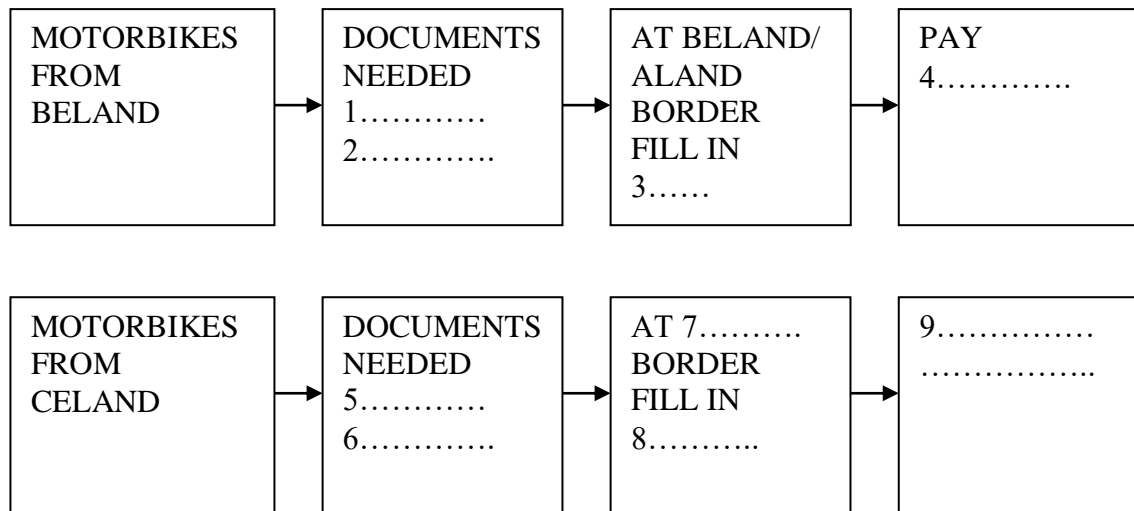 MOTORBIKES
FROM
BELAND
DOCUMENTS
NEEDED
1…………
2………….
AT BELAND/
ALAND
BORDER
FILL IN
3……
PAY
4………….
MOTORBIKES
FROM
CELAND
DOCUMENTS
NEEDED
5…………
6………….
AT 7……….
BORDER
FILL IN
8………..
9……………
……………..